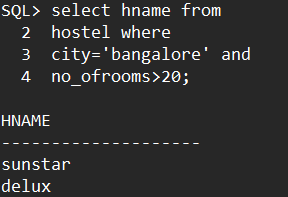 SQL> select hname from
2 hostel where
3 city='bangalore' and
4 no_ofrooms>20;
HNAME
--------------------
sunstar
delux